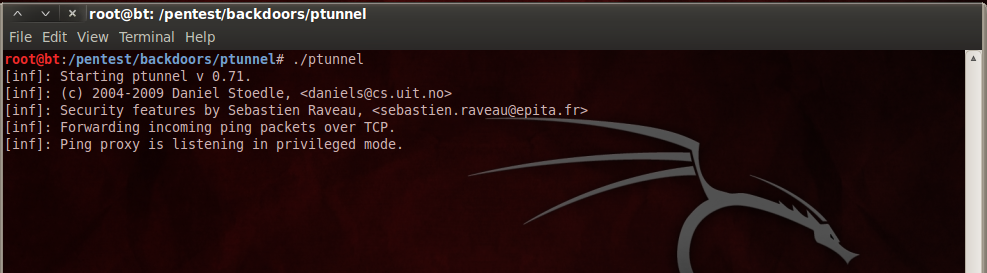 root@bt: /pentest/backdoors/ptunnel
File Edit View Terminal Help
root@bt:/pentest/backdoors/ptunnel# ./ptunnel
[inf]: Starting ptunnel v 0.71.
[inf]: (c) 2004-2009 Daniel Stoedle, <daniels@cs.uit.no>
[inf]: Security features by Sebastien Raveau, <sebastien.raveau@epita.fr>
[inf]: Forwarding incoming ping packets over TCP.
[inf]: Ping proxy is listening in privileged mode.